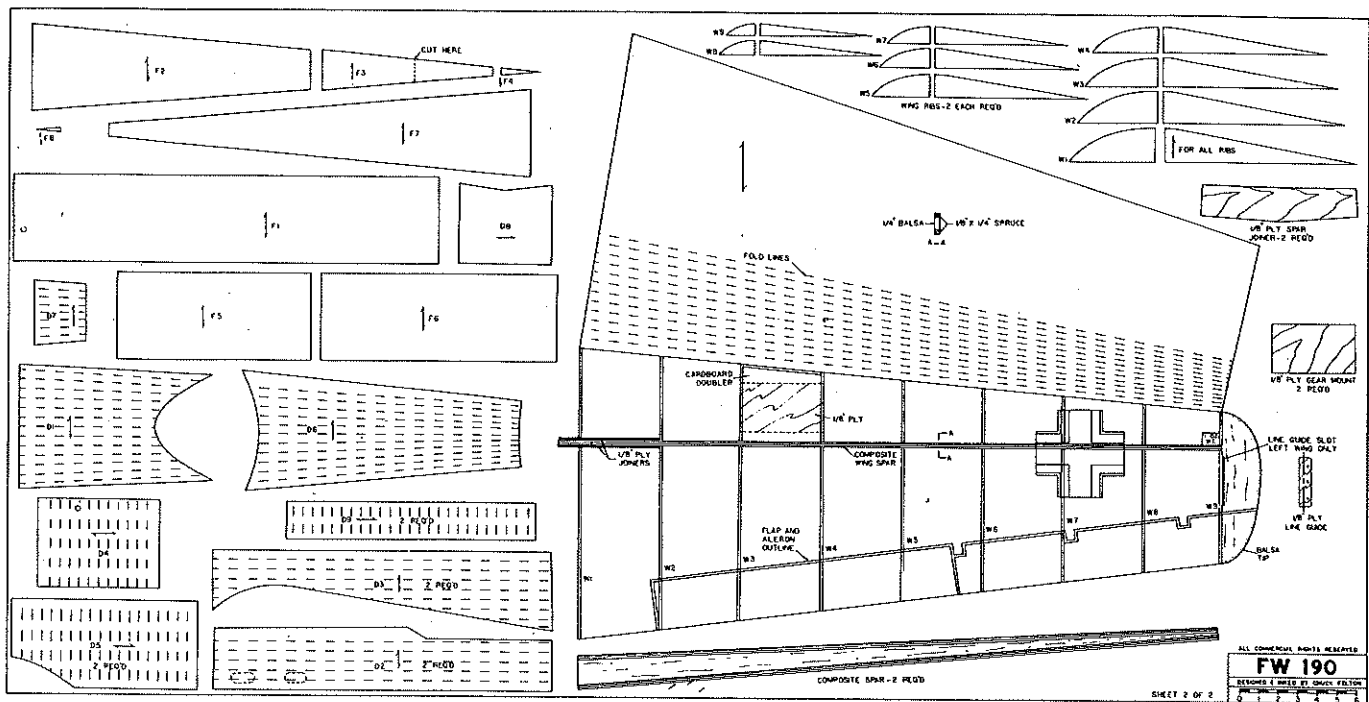 F2
F3
CUT HERE
F4
F8
F7
F1
D8
D7
F5
F6
D1
D6
D4
D9
2 REQ'D
D3
2 REQ'D
D5
2 REQ'D
D2
2 REQ'D
W9
W8
W7
W6
W5
WING RIBS-2 EACH REQ'D
W4
W3
W2
W1
FOR ALL RIBS
1/4" BALSA
1/8" X 1/4" SPRUCE
A-A
1/8" PLY SPAR
JOINER-2 REQ'D
FOLD LINES
1/8" PLY GEAR MOUNT
2 REQ'D
CARDBOARD
DOUBLER
1/8" PLY
A
A
1/8" PLY
JOINERS
COMPOSITE
WING SPAR
LINE GUIDE SLOT
LEFT WING ONLY
1/8" PLY
LINE GUIDE
FLAP AND
AILERON
OUTLINE
W1
W2
W3
W4
W5
W6
W7
W8
W9
BALSA
TIP
COMPOSITE SPAR-2 REQ'D
SHEET 2 OF 2
ALL COMMERCIAL RIGHTS RESERVED
FW 190
DESIGNED & INKED BY CHUCK FELTON
0 1 2 3 4 5 6